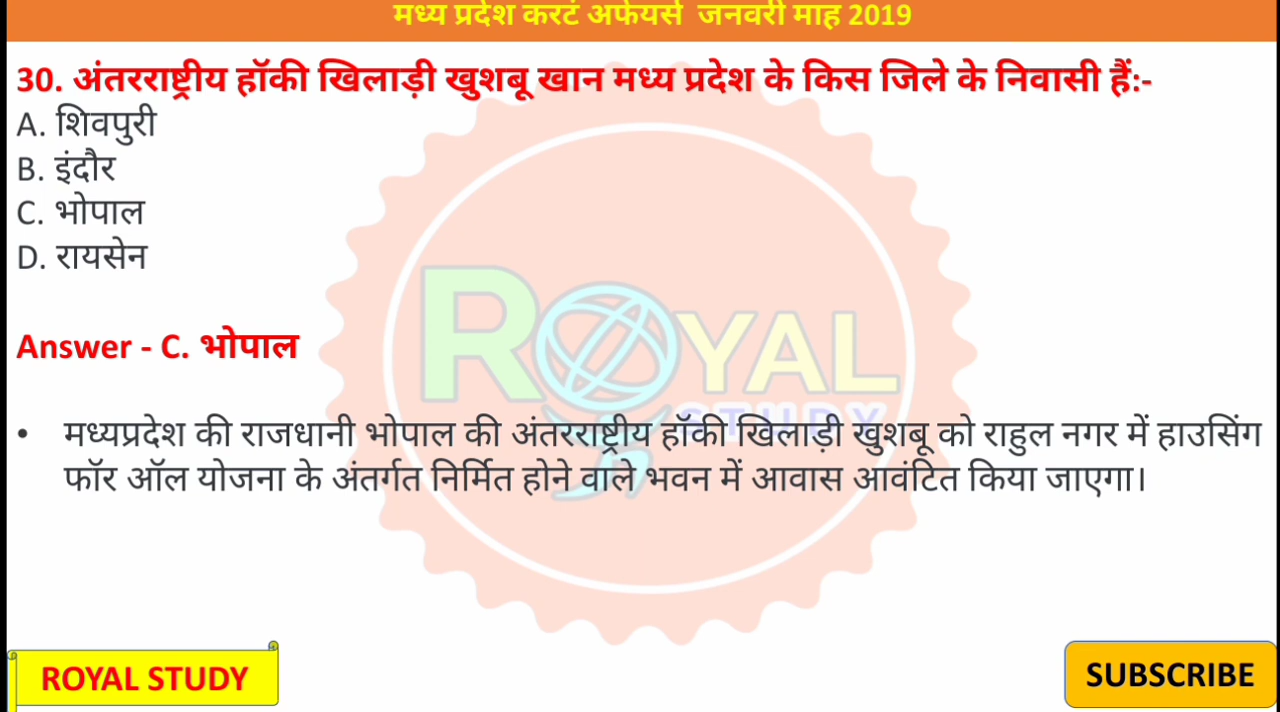 मध्य प्रदेश करंट अफेयर्स जनवरी माह 2019
30. अंतरराष्ट्रीय हॉकी खिलाड़ी खुशबू खान मध्य प्रदेश के किस जिले के निवासी हैं:-
A. शिवपुरी
B. इंदौर
C. भोपाल
D. रायसेन
Answer - C. भोपाल
ROYAL
STUDY
• मध्यप्रदेश की राजधानी भोपाल की अंतरराष्ट्रीय हॉकी खिलाड़ी खुशबू को राहुल नगर में हाउसिंग
फॉर ऑल योजना के अंतर्गत निर्मित होने वाले भवन में आवास आवंटित किया जाएगा।
ROYAL STUDY
SUBSCRIBE